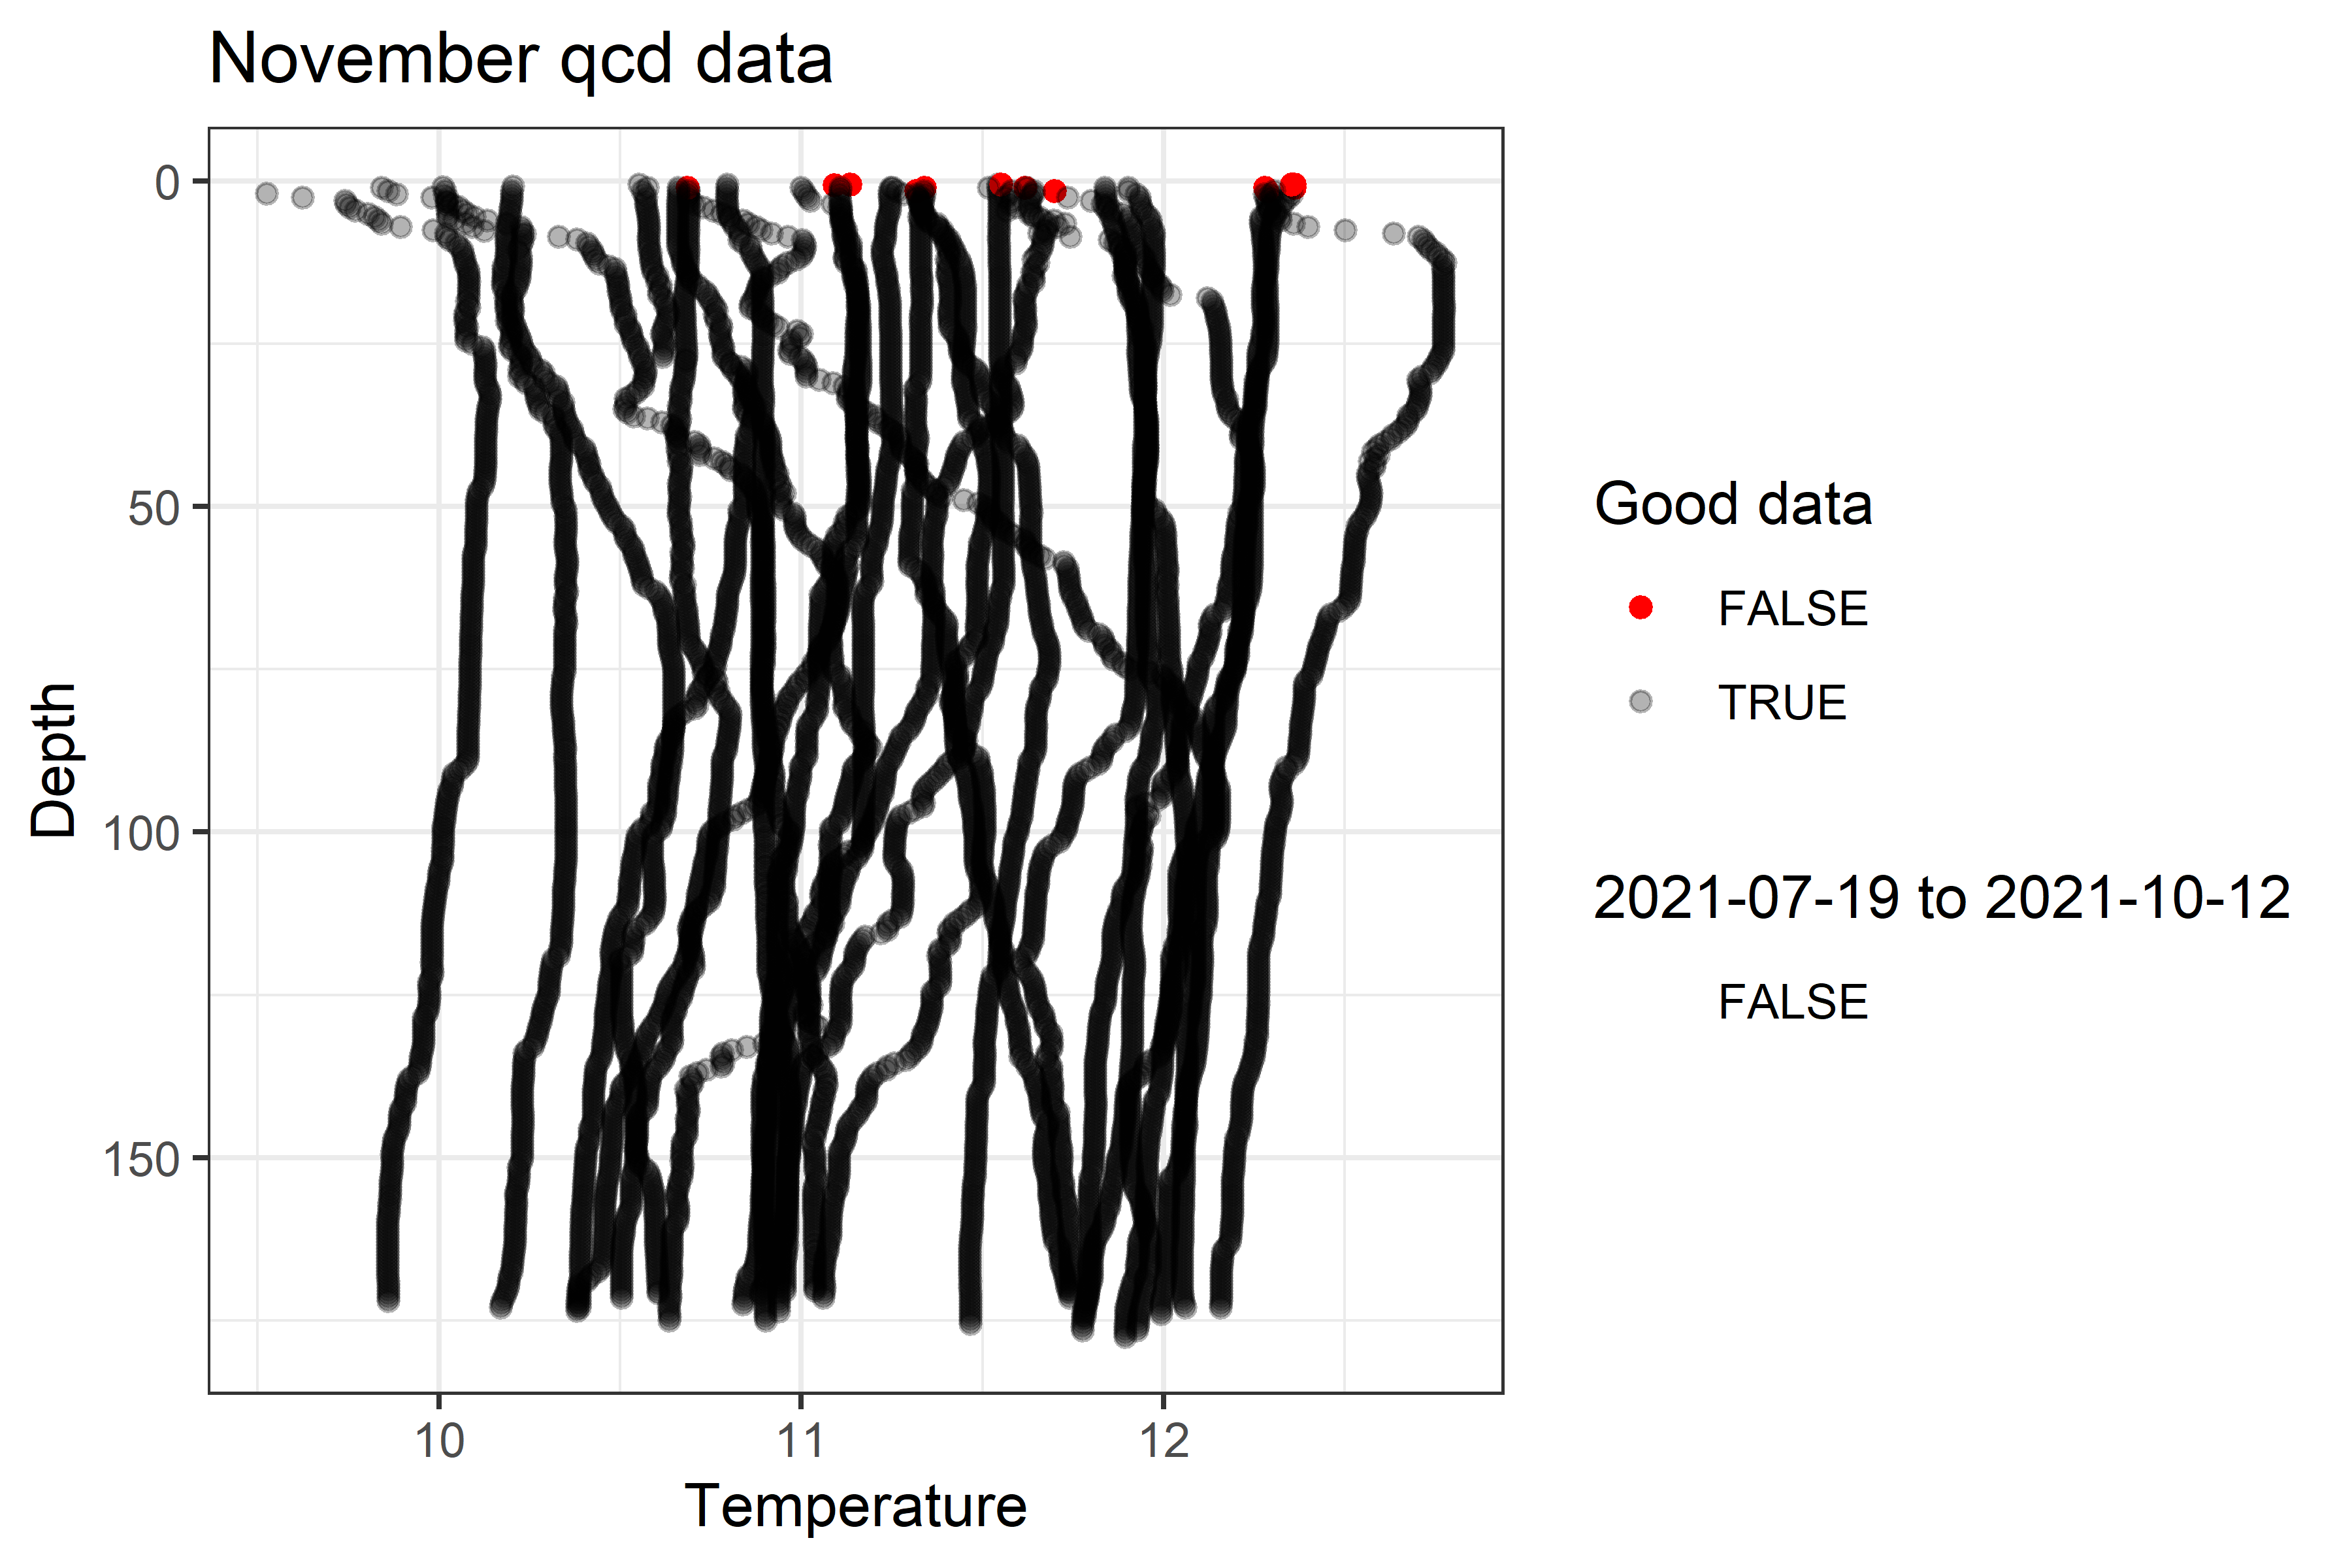 November qcd data
0
50
100
150
Depth
10 11 12
Temperature
Good data
FALSE
TRUE
2021-07-19 to 2021-10-12
FALSE